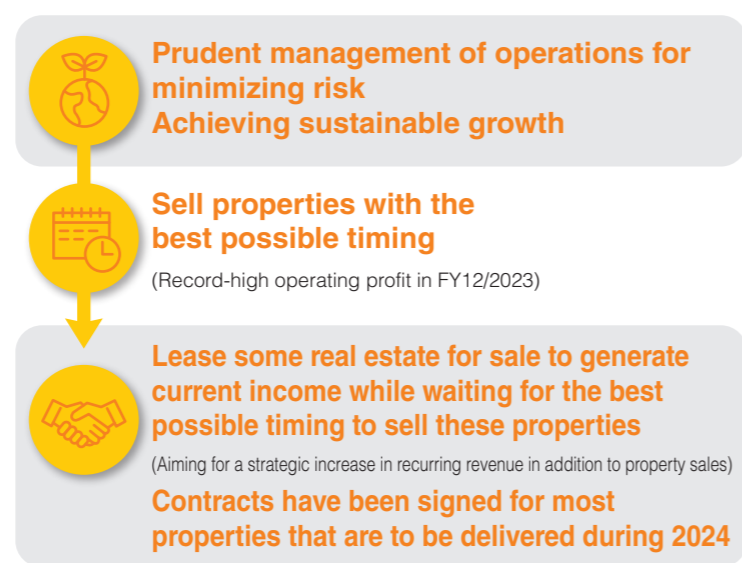 Prudent management of operations for
minimizing risk
Achieving sustainable growth
Sell properties with the
best possible timing
(Record-high operating profit in FY12/2023)
Lease some real estate for sale to generate
current income while waiting for the best
possible timing to sell these properties
(Aiming for a strategic increase in recurring revenue in addition to property sales)
Contracts have been signed for most
properties that are to be delivered during 2024